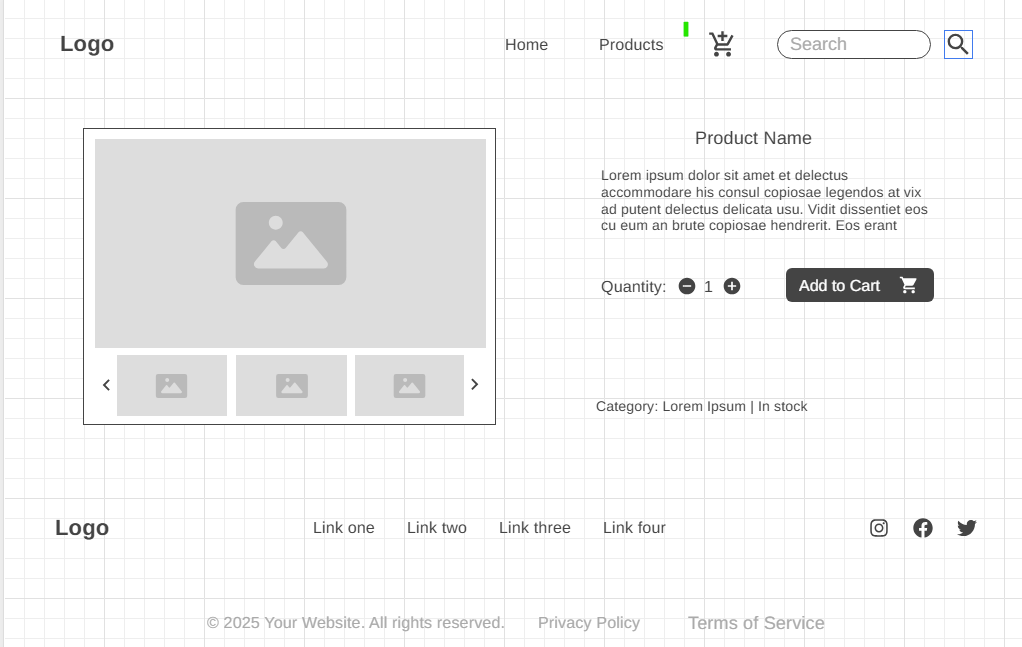 Logo
Home
Products
Search
Product Name
Lorem ipsum dolor sit amet et delectus
accommodare his consul copiosae legendos at vix
ad putent delectus delicata usu. Vidit dissentiet eos
cu eum an brute copiosae hendrerit. Eos erant
Quantity: 1
Add to Cart
Category: Lorem Ipsum | In stock
Logo
Link one
Link two
Link three
Link four
© 2025 Your Website. All rights reserved.
Privacy Policy
Terms of Service